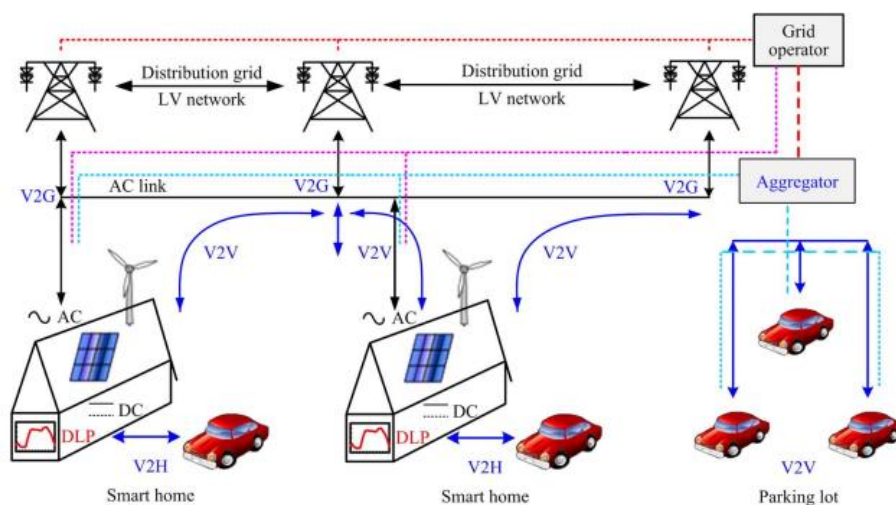 Grid
operator
Distribution grid
LV network
Distribution grid
LV network
Aggregator
V2G
AC link
V2G
V2G
V2V
V2V
V2V
AC
AC
DC
DC
DLP
DLP
V2H
V2H
V2V
Smart home
Smart home
Parking lot